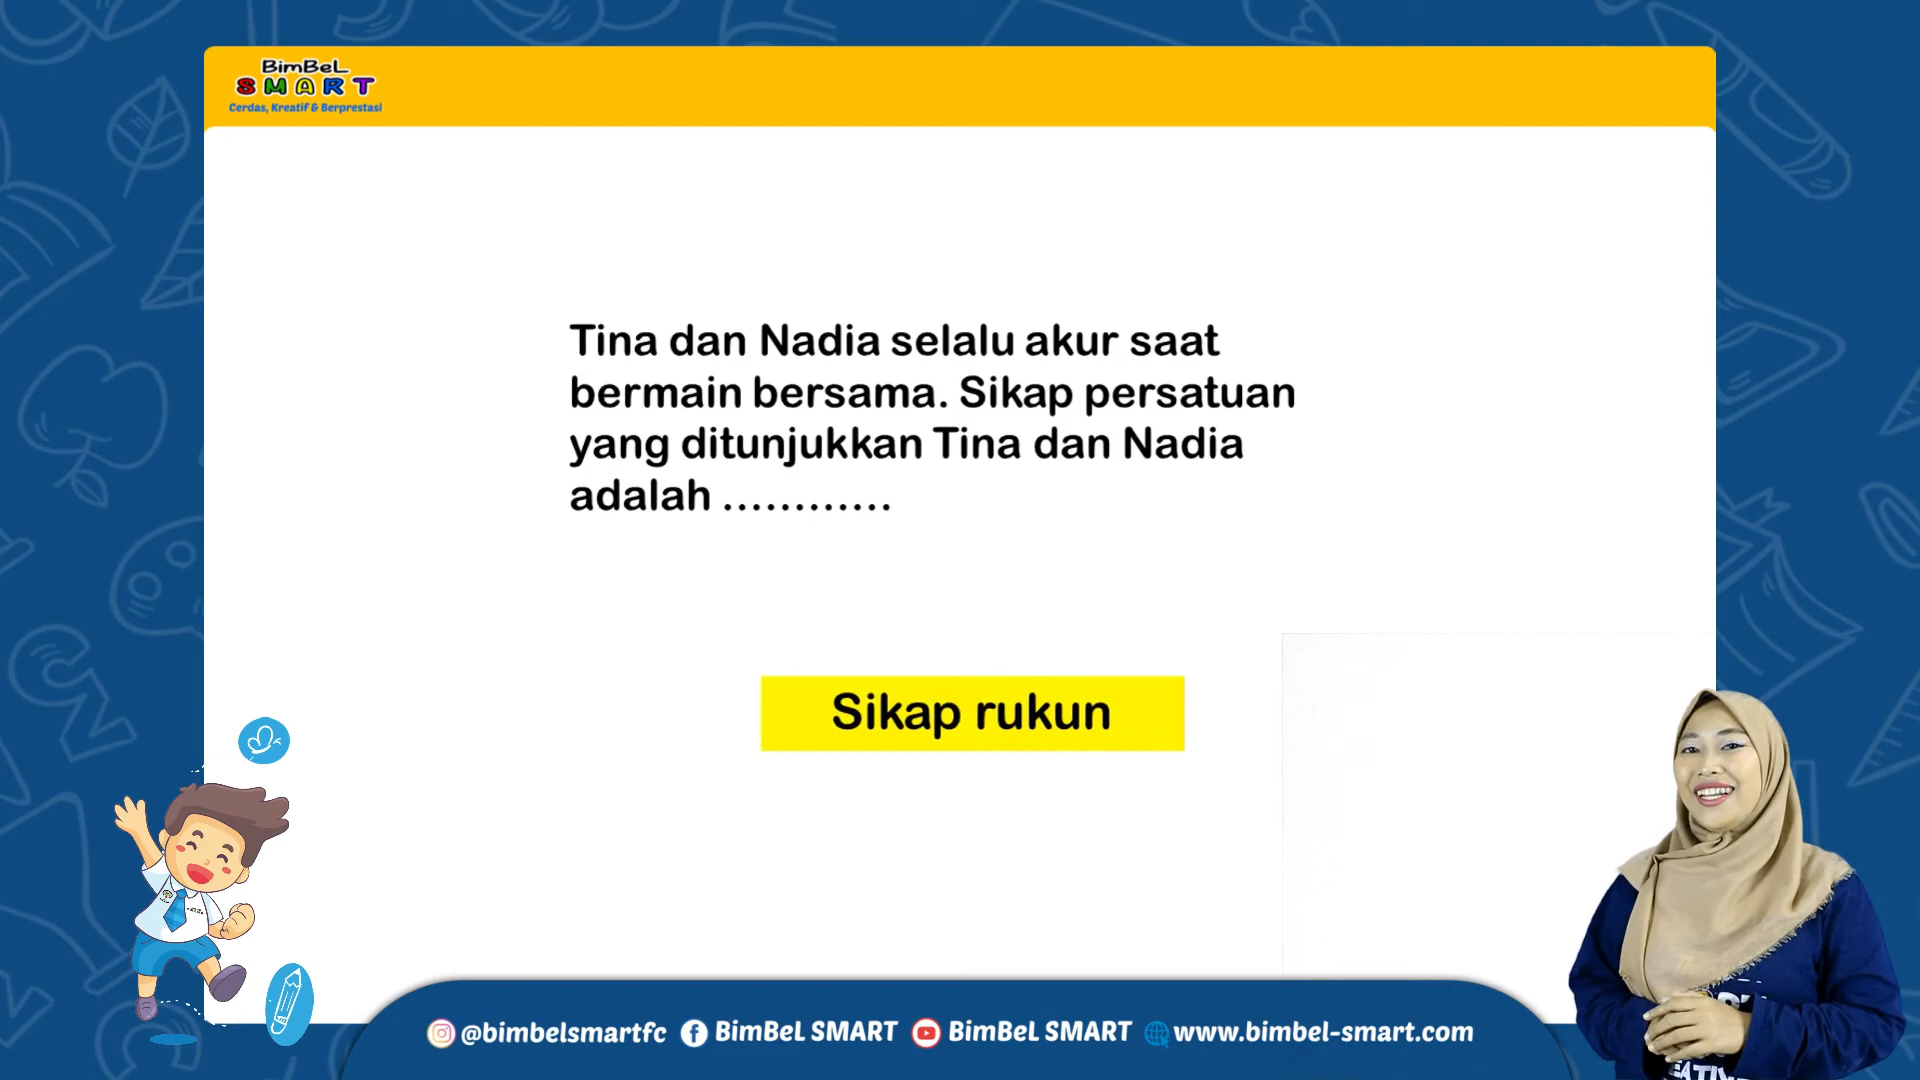 BimBeL
SMART
Cerdas, Kreatif & Berprestasi
Tina dan Nadia selalu akur saat
bermain bersama. Sikap persatuan
yang ditunjukkan Tina dan Nadia
adalah ............
Sikap rukun
@bimbelsmartfc BimBeL SMART BimBeL SMART www.bimbel-smart.com